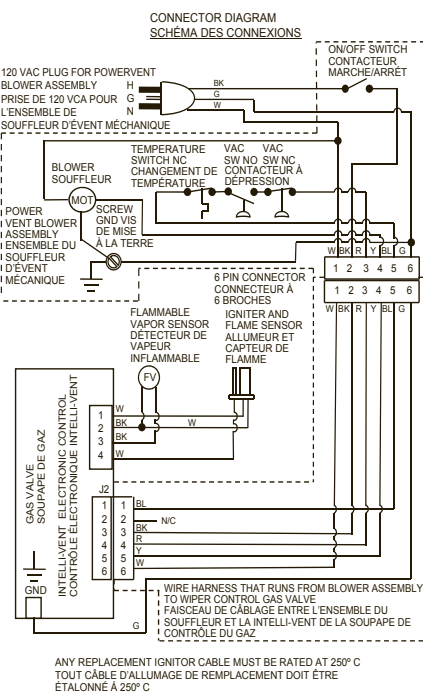 CONNECTOR DIAGRAM
SCHÉMA DES CONNEXIONS
ON/OFF SWITCH
CONTACTEUR
MARCHE/ARRÊT
120 VAC PLUG FOR POWERVENT
BLOWER ASSEMBLY
PRISE DE 120 VCA POUR
L'ENSEMBLE DE
SOUFFLEUR D'ÉVENT MÉCHANIQUE
H
G
N
BK
G
W
TEMPERATURE
SWITCH NC
CHANGEMENT DE
TEMPÉRATURE
VAC
SW NO
VAC
SW NC
CONTACTEUR À
DÉPRESSION
BLOWER
SOUFFLEUR
MOT
SCREW
GND VIS
DE MISE
À LA TERRE
POWER
VENT BLOWER
ASSEMBLY
ENSEMBLE DU
SOUFFLEUR
D'ÉVENT
MÉCANIQUE
W BK R Y BL G
1 2 3 4 5 6
1 2 3 4 5 6
W BK R Y BL G
6 PIN CONNECTOR
CONNECTEUR À
6 BROCHES
FLAMMABLE
VAPOR SENSOR
DÉTECTEUR DE
VAPEUR
INFLAMMABLE
IGNITER AND
FLAME SENSOR
ALLUMEUR ET
CAPTEUR DE
FLAMME
FV
GAS VALVE
SOUPAPE DE GAZ
INTELLI-VENT ELECTRONIC CONTROL
CONTRÔLE ÉLECTRONIQUE INTELLI-VENT
1 W
2 BK W
3 BK
4 W
J2
1 1 BL
2 2 N/C
3 3 BK
4 4 R
5 5 Y
6 6 W
GND
G
WIRE HARNESS THAT RUNS FROM BLOWER ASSEMBLY
TO WIPER CONTROL GAS VALVE
FAISCEAU DE CÂBLAGE ENTRE L'ENSEMBLE DU
SOUFFLEUR ET LA INTELLI-VENT DE LA SOUPAPE DE
CONTRÔLE DU GAZ
ANY REPLACEMENT IGNITOR CABLE MUST BE RATED AT 250º C
TOUT CÂBLE D'ALLUMAGE DE REMPLACEMENT DOIT ÊTRE
ÉTALONNÉ Á 250º C